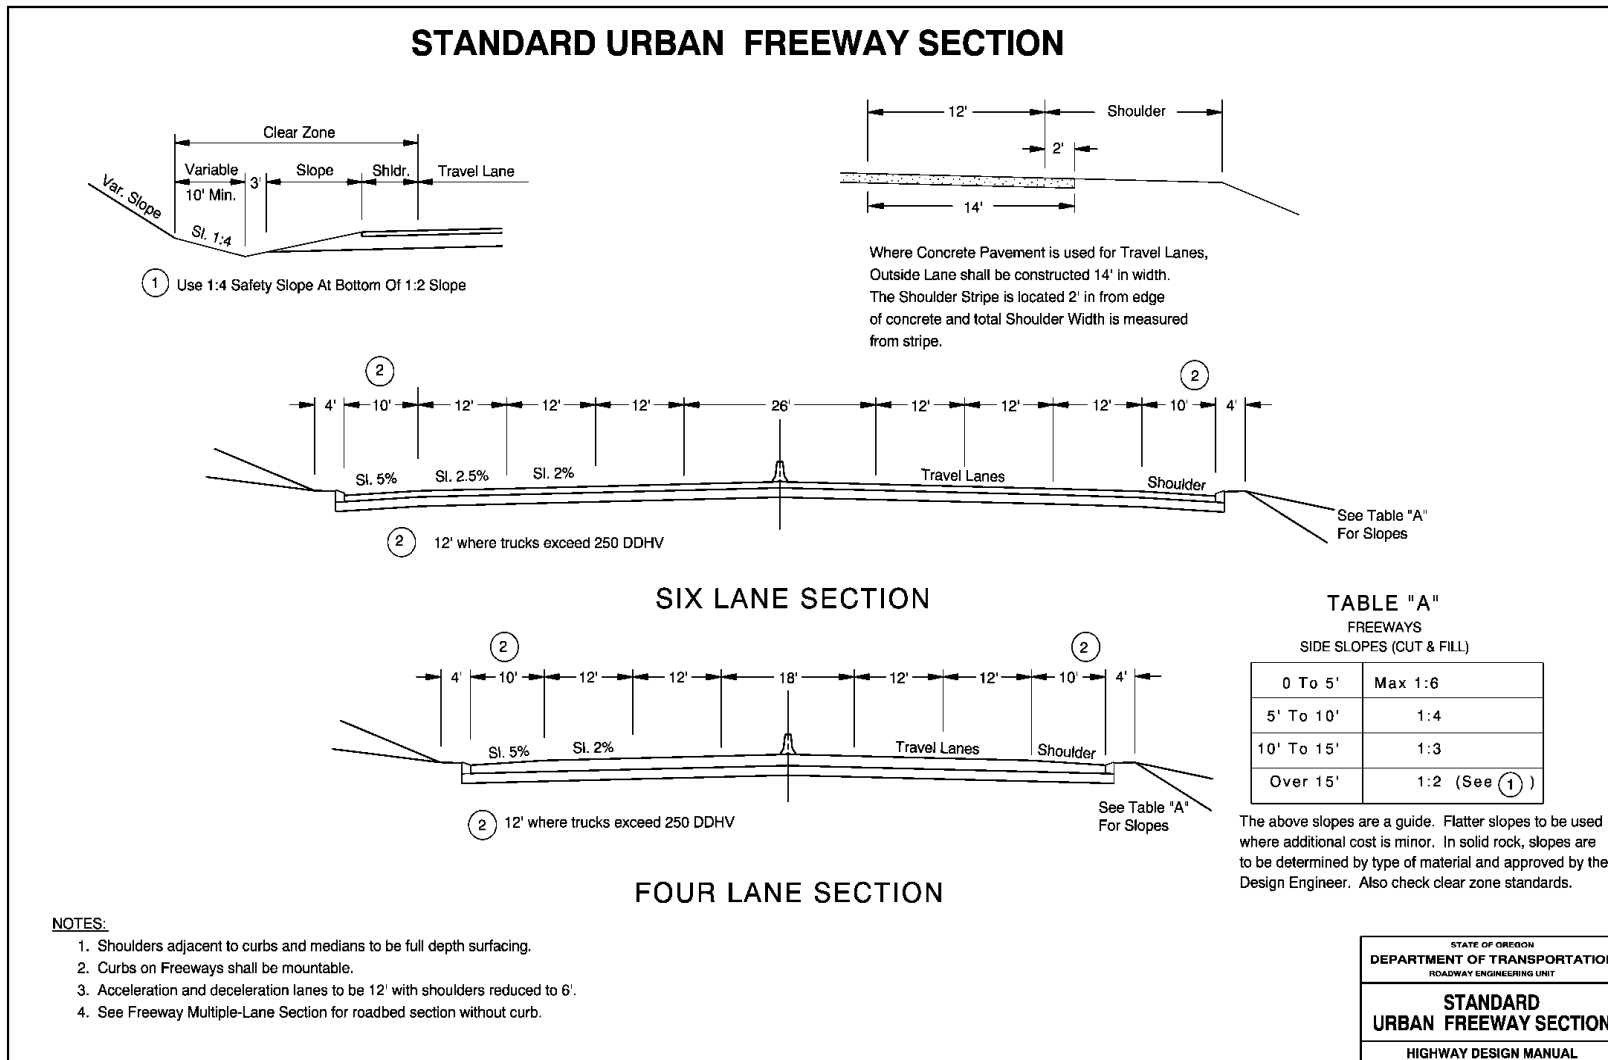 STANDARD URBAN FREEWAY SECTION
Clear Zone
Variable
10' Min.
3'
Slope
Shldr.
Travel Lane
Var. Slope
Sl. 1:4
1 Use 1:4 Safety Slope At Bottom Of 1:2 Slope
12'
Shoulder
2'
14'
Where Concrete Pavement is used for Travel Lanes,
Outside Lane shall be constructed 14' in width.
The Shoulder Stripe is located 2' in from edge
of concrete and total Shoulder Width is measured
from stripe.
2
2
4' 10' 12' 12' 12' 26' 12' 12' 12' 10' 4'
Sl. 5% Sl. 2.5% Sl. 2% Travel Lanes Shoulder
See Table "A"
For Slopes
2 12' where trucks exceed 250 DDHV
SIX LANE SECTION
2
2
4' 10' 12' 12' 18' 12' 12' 10' 4'
Sl. 5% Sl. 2% Travel Lanes Shoulder
See Table "A"
For Slopes
2 12' where trucks exceed 250 DDHV
FOUR LANE SECTION
TABLE "A"
FREEWAYS
SIDE SLOPES (CUT & FILL)
0 To 5' Max 1:6
5' To 10' 1:4
10' To 15' 1:3
Over 15' 1:2 (See 1 )
The above slopes are a guide. Flatter slopes to be used
where additional cost is minor. In solid rock, slopes are
to be determined by type of material and approved by the
Design Engineer. Also check clear zone standards.
NOTES:
1. Shoulders adjacent to curbs and medians to be full depth surfacing.
2. Curbs on Freeways shall be mountable.
3. Acceleration and deceleration lanes to be 12' with shoulders reduced to 6'.
4. See Freeway Multiple-Lane Section for roadbed section without curb.
STATE OF OREGON
DEPARTMENT OF TRANSPORTATION
ROADWAY ENGINEERING UNIT
STANDARD
URBAN FREEWAY SECTION
HIGHWAY DESIGN MANUAL